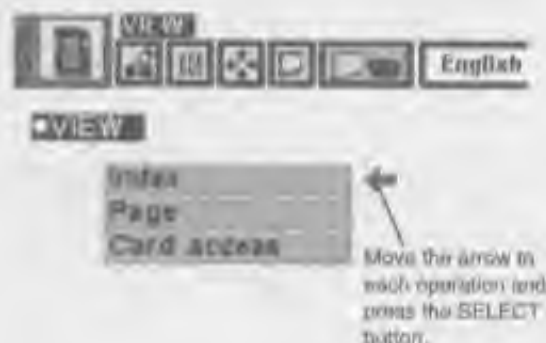 VIEW
English
VIEW
Index
Page
Card access
Move the arrow to
each operation and
press the SELECT
button.